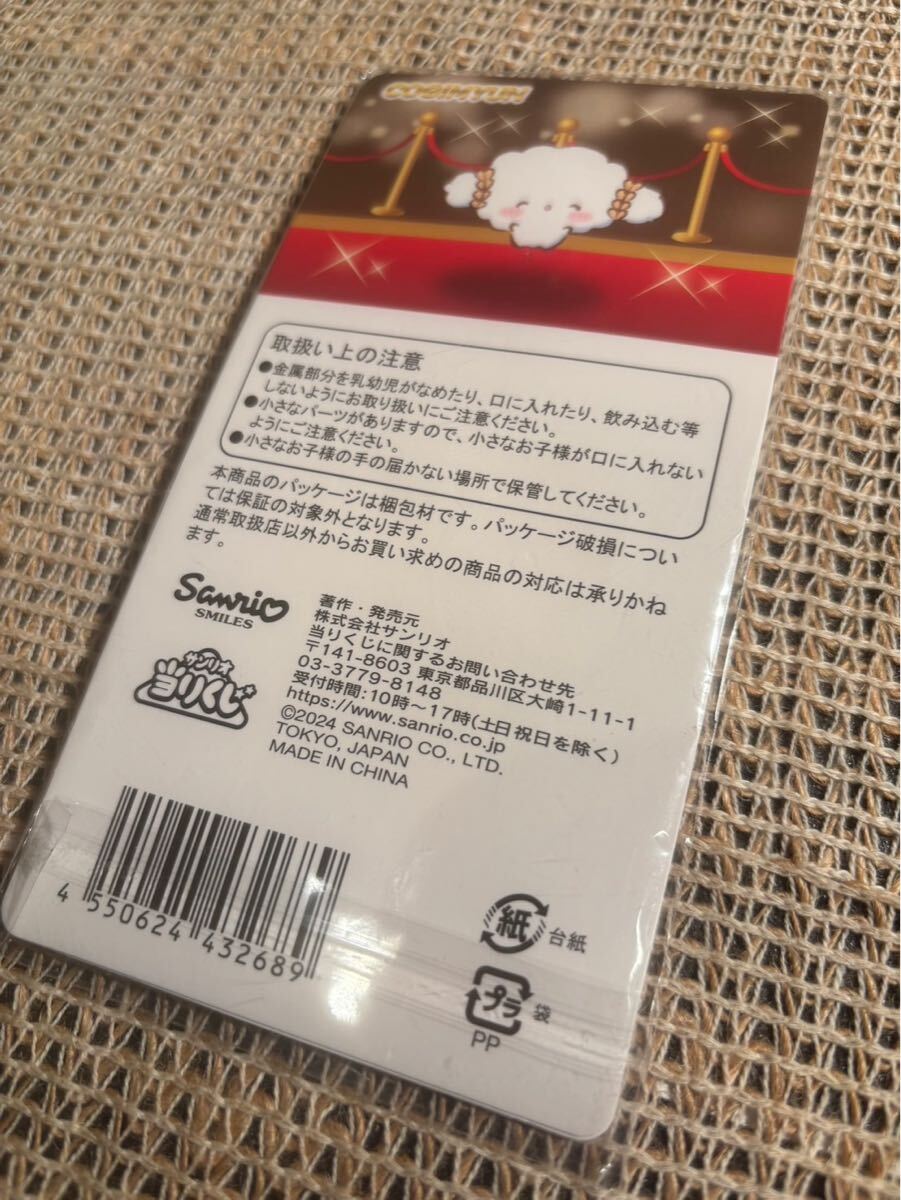 COGIMYUN
取扱い上の注意
●金属部分を乳幼児がなめたり、口に入れたり、飲み込む等
しないようにお取り扱いにご注意ください。
●小さなパーツがありますので、小さなお子様が口に入れない
ようにご注意ください。
●小さなお子様の手の届かない場所で保管してください。
本商品のパッケージは梱包材です。パッケージ破損につい
ては保証の対象外となります。
通常取扱店以外からお買い求めの商品の対応は承りかね
ます。
Sanrio
SMILES
サンリオ
当りくじ
著作・発売元
株式会社サンリオ
当りくじに関するお問い合わせ先
〒141-8603 東京都品川区大崎1-11-1
03-3779-8148
受付時間:10時～17時(土日祝日を除く)
https://www.sanrio.co.jp
©2024 SANRIO CO., LTD.
TOKYO, JAPAN
MADE IN CHINA
4 550624 432689
紙 台紙
プラ 袋
PP